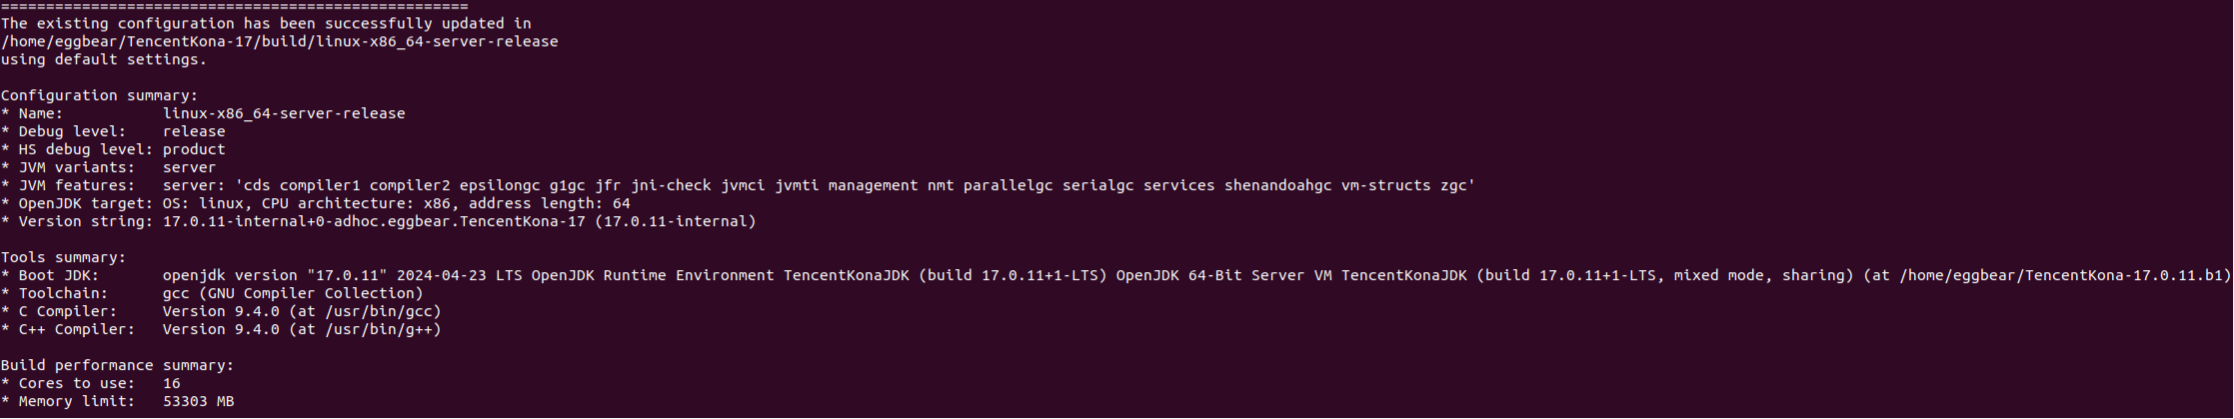 ====================================================
The existing configuration has been successfully updated in
/home/eggbear/TencentKona-17/build/linux-x86_64-server-release
using default settings.

Configuration summary:
* Name:           linux-x86_64-server-release
* Debug level:    release
* HS debug level: product
* JVM variants:   server
* JVM features:   server: 'cds compiler1 compiler2 epsilongc g1gc jfr jni-check jvmci jvmti management nmt parallelgc serialgc services shenandoahgc vm-structs zgc'
* OpenJDK target: OS: linux, CPU architecture: x86, address length: 64
* Version string: 17.0.11-internal+0-adhoc.eggbear.TencentKona-17 (17.0.11-internal)

Tools summary:
* Boot JDK:       openjdk version "17.0.11" 2024-04-23 LTS OpenJDK Runtime Environment TencentKonaJDK (build 17.0.11+1-LTS) OpenJDK 64-Bit Server VM TencentKonaJDK (build 17.0.11+1-LTS, mixed mode, sharing) (at /home/eggbear/TencentKona-17.0.11.b1)
* Toolchain:      gcc (GNU Compiler Collection)
* C Compiler:     Version 9.4.0 (at /usr/bin/gcc)
* C++ Compiler:   Version 9.4.0 (at /usr/bin/g++)

Build performance summary:
* Cores to use:   16
* Memory limit:   53303 MB